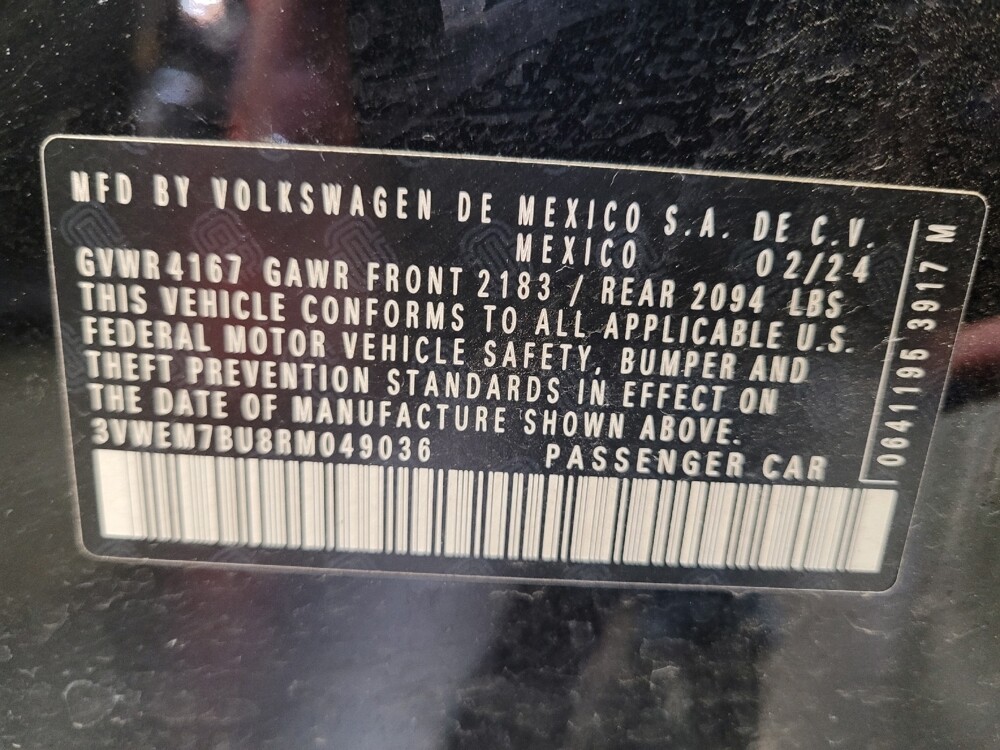 MFD BY VOLKSWAGEN DE MEXICO S.A. DE C.V.
MEXICO 02/24
GVWR 4167 GAWR FRONT 2183 / REAR 2094 LBS
THIS VEHICLE CONFORMS TO ALL APPLICABLE U.S.
FEDERAL MOTOR VEHICLE SAFETY, BUMPER AND
THEFT PREVENTION STANDARDS IN EFFECT ON
THE DATE OF MANUFACTURE SHOWN ABOVE.
3VWEM7BU8RM049036 PASSENGER CAR
0641195 3917 M